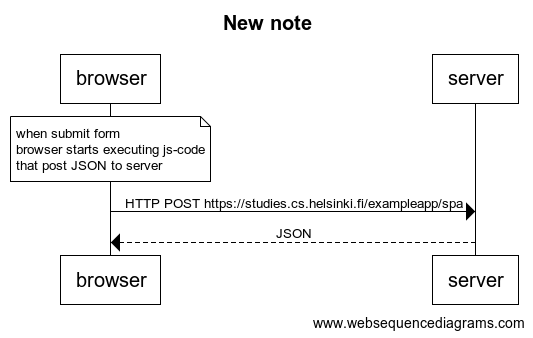 New note
browser
server
when submit form
browser starts executing js-code
that post JSON to server
HTTP POST https://studies.cs.helsinki.fi/exampleapp/spa
JSON
browser
server
www.websequencediagrams.com